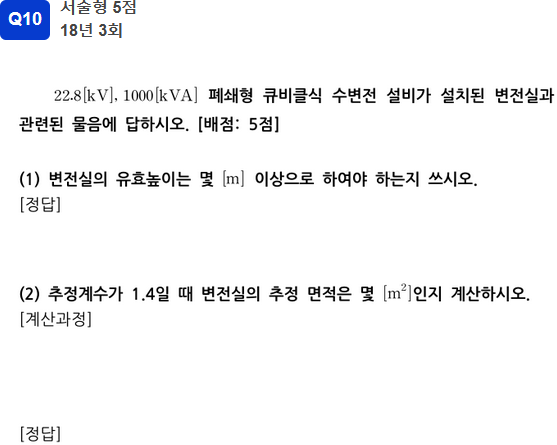 Q10 서술형 5점
18년 3회
22.8[kV], 1000[kVA] 폐쇄형 큐비클식 수변전 설비가 설치된 변전실과
관련된 물음에 답하시오. [배점: 5점]
(1) 변전실의 유효높이는 몇 [m] 이상으로 하여야 하는지 쓰시오.
[정답]
(2) 추정계수가 1.4일 때 변전실의 추정 면적은 몇 [m²]인지 계산하시오.
[계산과정]
[정답]